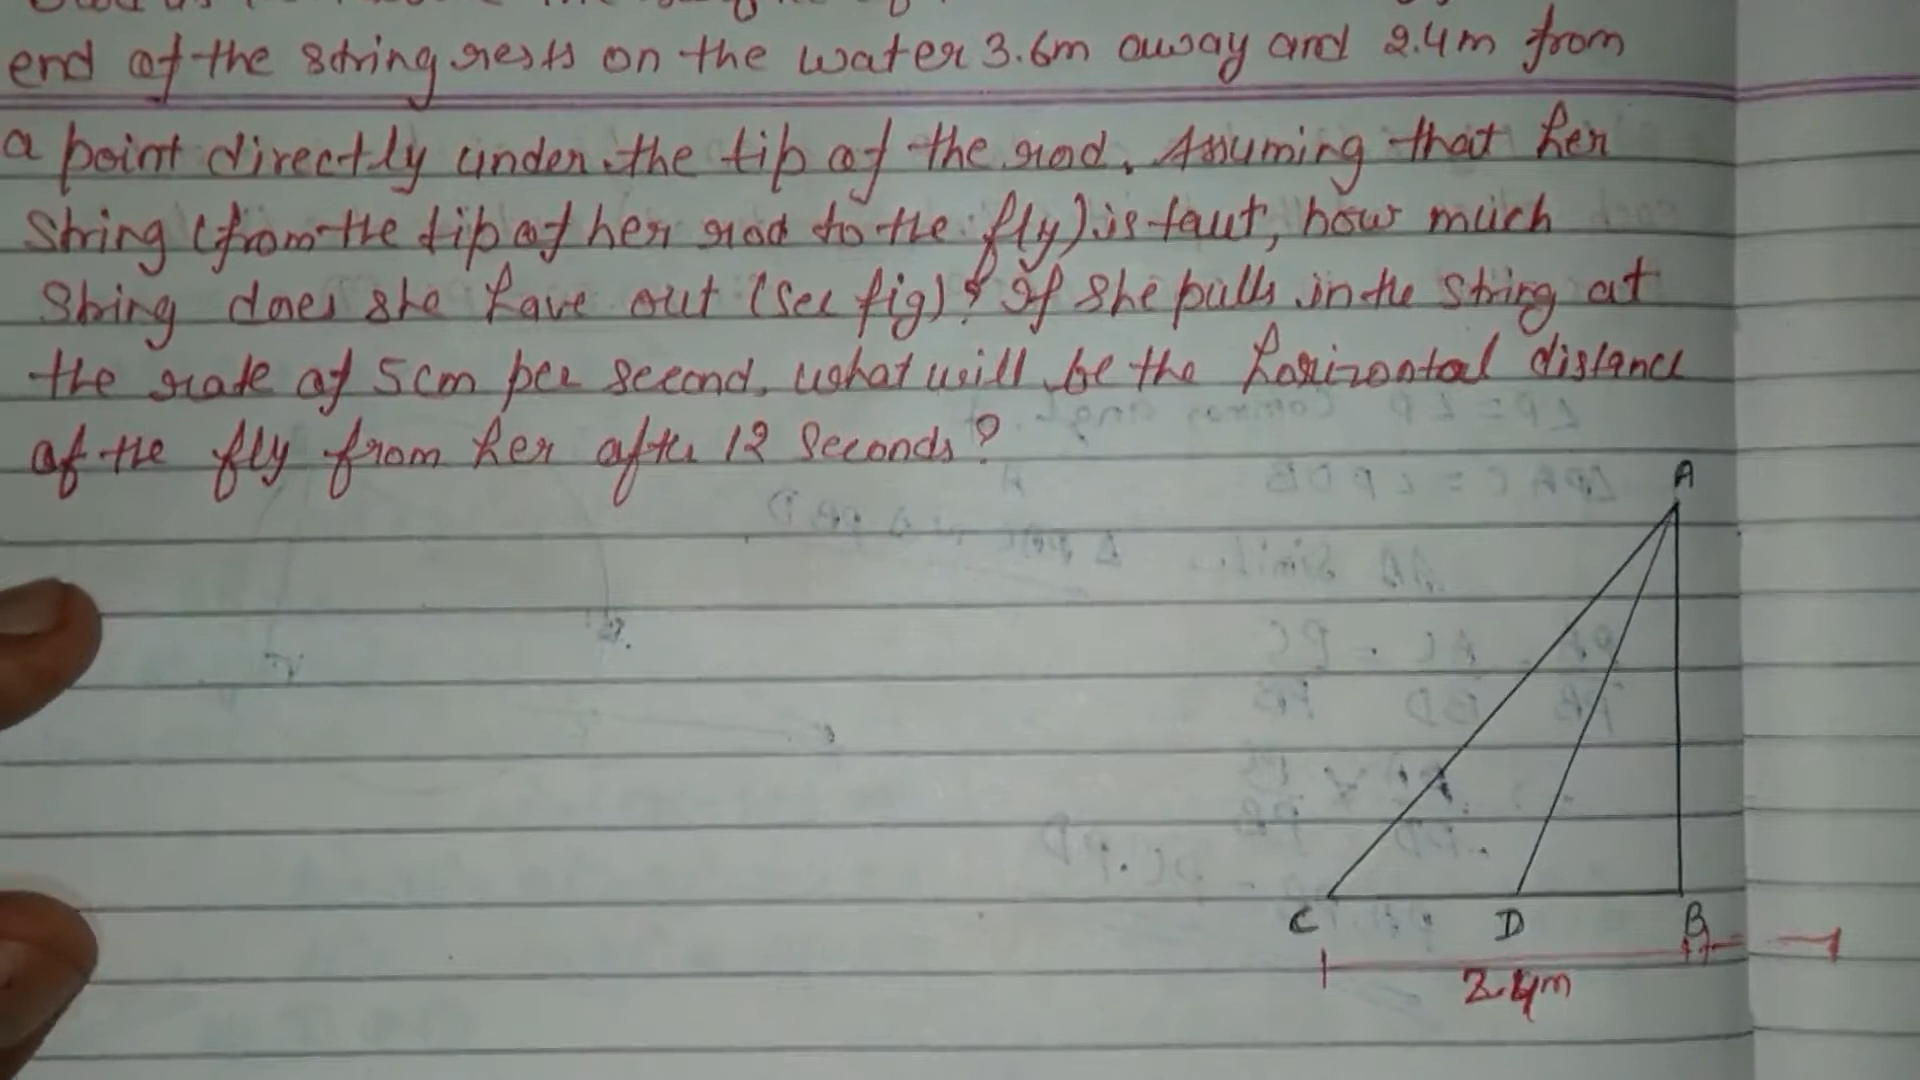 end of the string rests on the water 3.6m away and 2.4m from
a point directly under the tip of the rod. Assuming that her
string (from the tip of her rod to the fly) is taut, how much
String does she have out (See fig)? If she pulls in the string at
the rate of 5cm per second, what will be the horizontal distance
of the fly from her after 12 Seconds?
A
C D B
2.4m